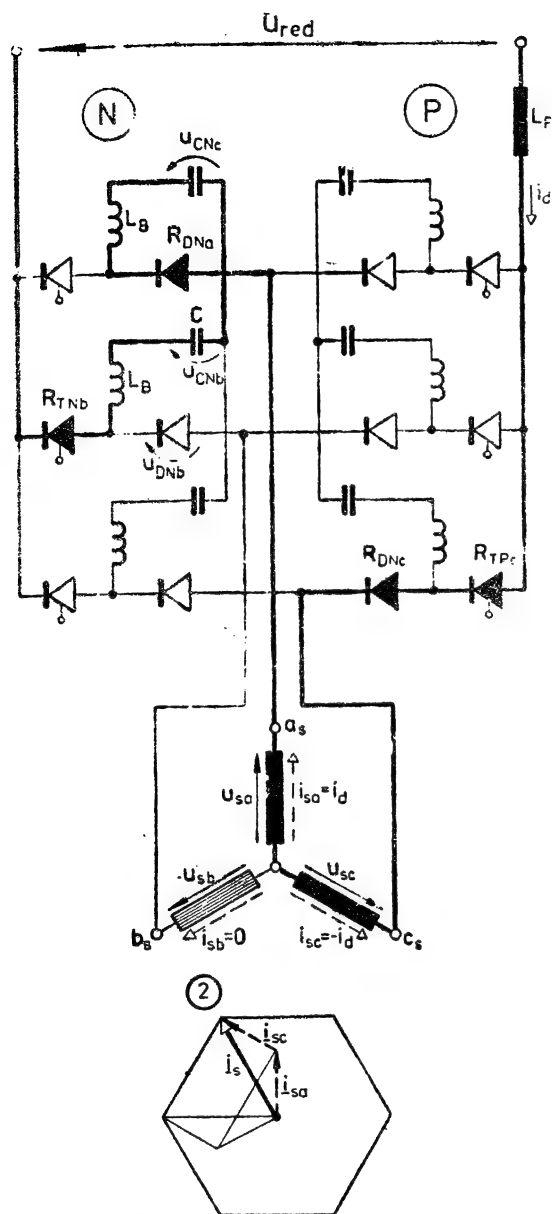 U_red
N P
u_CNc
L_F
i_d
L_B
R_DNa
C
u_CNb
L_B
R_TNb
u_DNb
R_DNc R_TPc
a_s
u_sa i_sa=i_d
-u_sb u_sc
b_s i_sb=0 i_sc=-i_d c_s
2
i_sc
i_s
i_sa